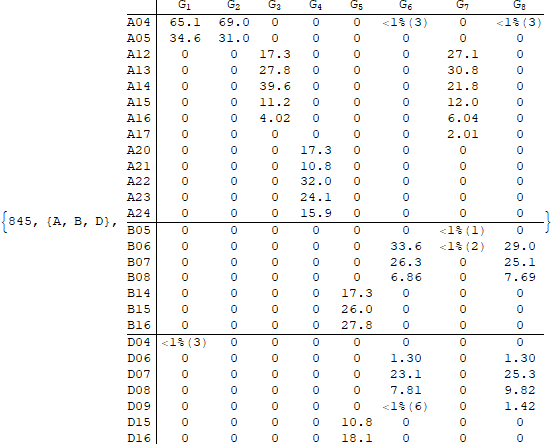 G1 G2 G3 G4 G5 G6 G7 G8
A04 65.1 69.0 0 0 0 <1%(3) 0 <1%(3)
A05 34.6 31.0 0 0 0 0 0 0
A12 0 0 17.3 0 0 0 27.1 0
A13 0 0 27.8 0 0 0 30.8 0
A14 0 0 39.6 0 0 0 21.8 0
A15 0 0 11.2 0 0 0 12.0 0
A16 0 0 4.02 0 0 0 6.04 0
A17 0 0 0 0 0 0 2.01 0
A20 0 0 0 17.3 0 0 0 0
A21 0 0 0 10.8 0 0 0 0
A22 0 0 0 32.0 0 0 0 0
A23 0 0 0 24.1 0 0 0 0
A24 0 0 0 15.9 0 0 0 0
{845, {A, B, D}, B05 0 0 0 0 0 0 <1%(1) 0 }
B06 0 0 0 0 0 33.6 <1%(2) 29.0
B07 0 0 0 0 0 26.3 0 25.1
B08 0 0 0 0 0 6.86 0 7.69
B14 0 0 0 0 17.3 0 0 0
B15 0 0 0 0 26.0 0 0 0
B16 0 0 0 0 27.8 0 0 0
D04 <1%(3) 0 0 0 0 0 0 0
D06 0 0 0 0 0 1.30 0 1.30
D07 0 0 0 0 0 23.1 0 25.3
D08 0 0 0 0 0 7.81 0 9.82
D09 0 0 0 0 0 <1%(6) 0 1.42
D15 0 0 0 0 10.8 0 0 0
D16 0 0 0 0 18.1 0 0 0